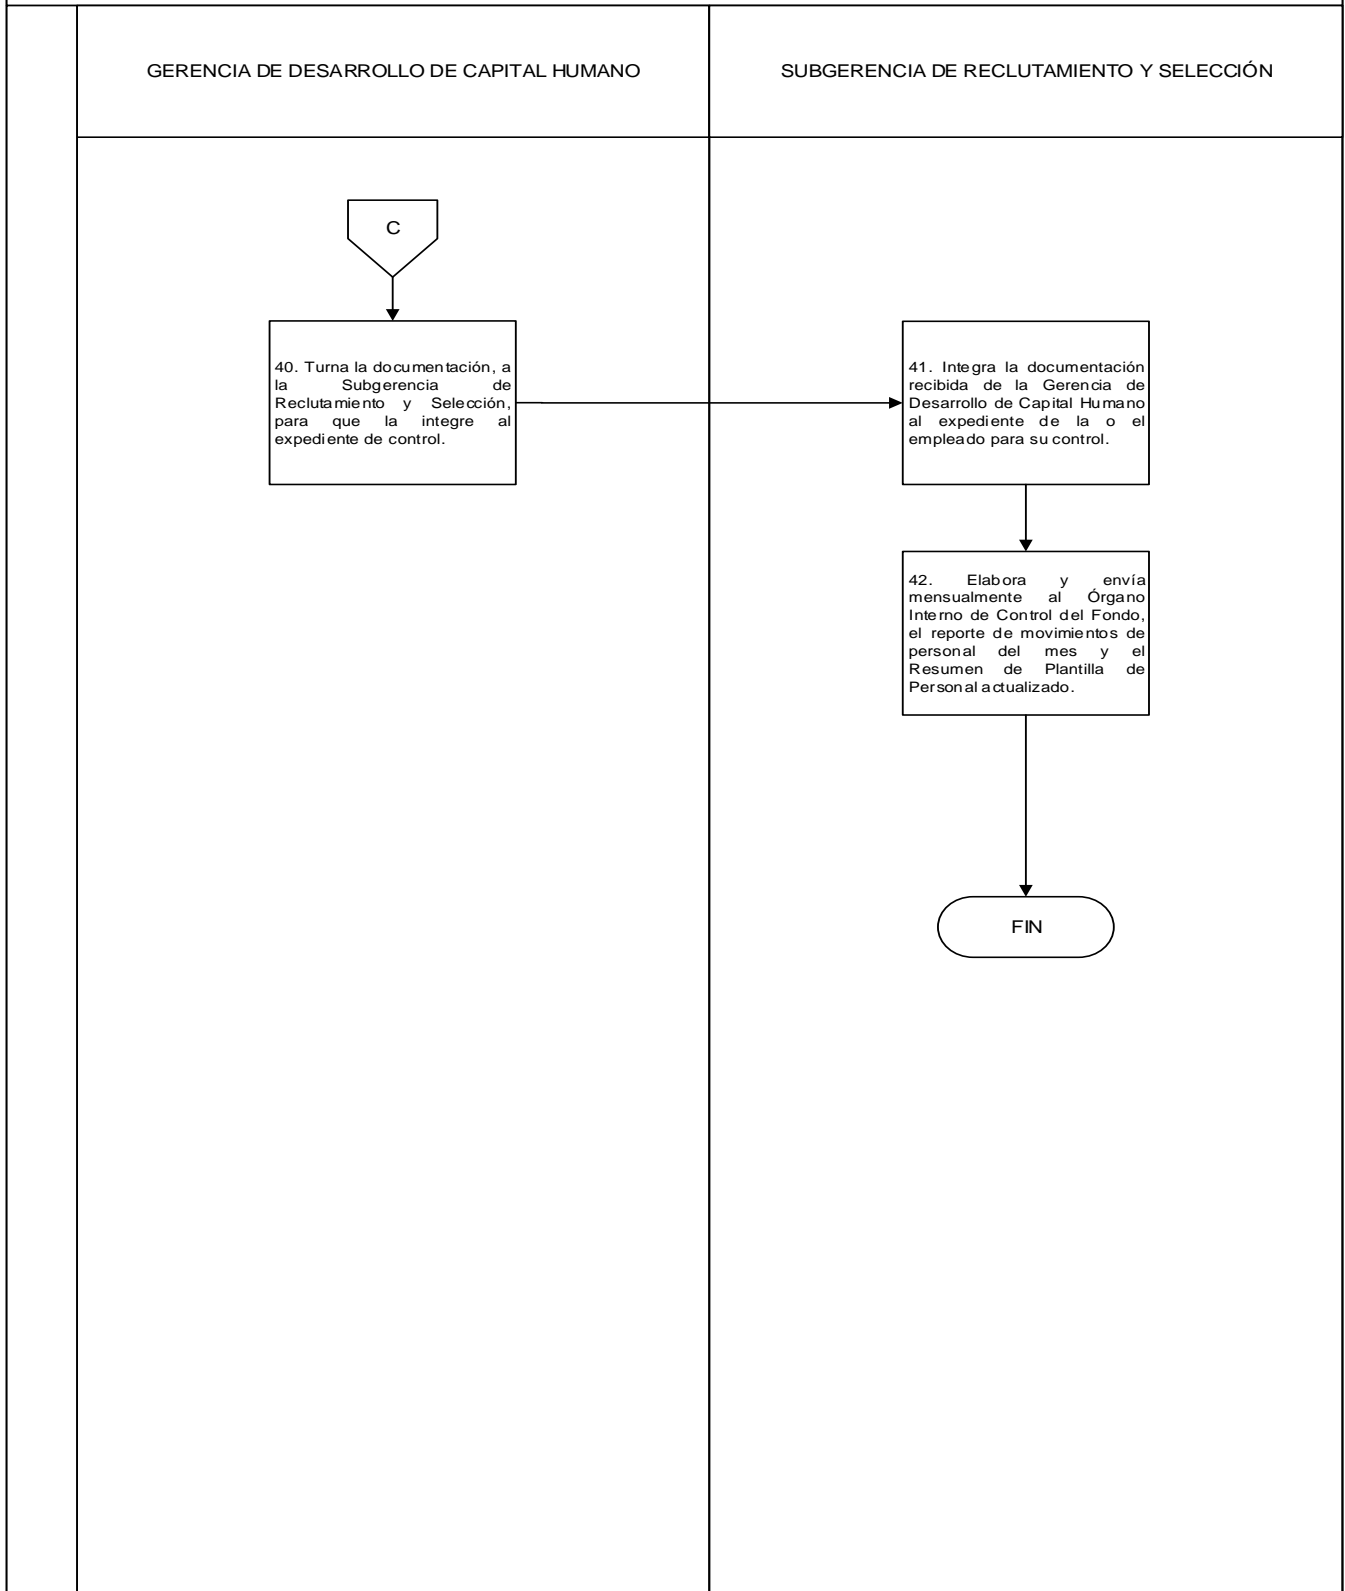 GERENCIA DE DESARROLLO DE CAPITAL HUMANO
SUBGERENCIA DE RECLUTAMIENTO Y SELECCIÓN
C
40. Turna la documentación, a
la Subgerencia de
Reclutamiento y Selección,
para que la integre al
expediente de control.
41. Integra la documentación
recibida de la Gerencia de
Desarrollo de Capital Humano
al expediente de la o el
empleado para su control.
42. Elabora y envía
mensualmente al Órgano
Interno de Control del Fondo,
el reporte de movimientos de
personal del mes y el
Resumen de Plantilla de
Personal actualizado.
FIN